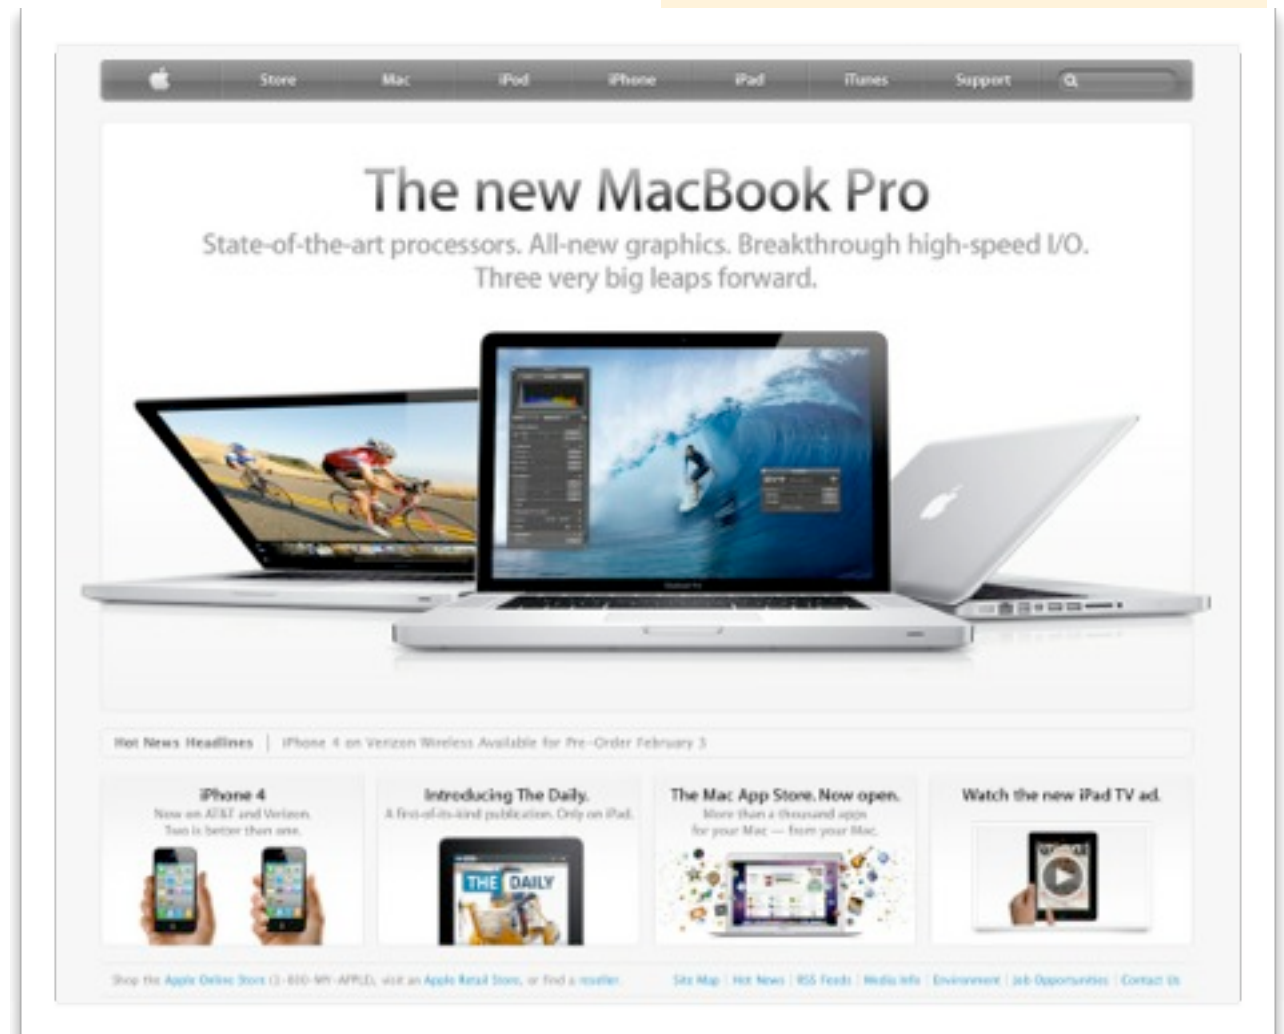 Store Mac iPod iPhone iPad iTunes Support
The new MacBook Pro
State-of-the-art processors. All-new graphics. Breakthrough high-speed I/O.
Three very big leaps forward.
Hot News Headlines | iPhone 4 on Verizon Wireless Available for Pre-Order February 3
iPhone 4
Now on AT&T and Verizon.
Two is better than one.
Introducing The Daily.
A first-of-its-kind publication. Only on iPad.
THE DAILY
The Mac App Store. Now open.
More than a thousand apps
for your Mac — from your Mac.
Watch the new iPad TV ad.
Shop the Apple Online Store (1-800-MY-APPLE), visit an Apple Retail Store, or find a reseller.
Site Map | Hot News | RSS Feeds | Media Info | Environment | Job Opportunities | Contact Us